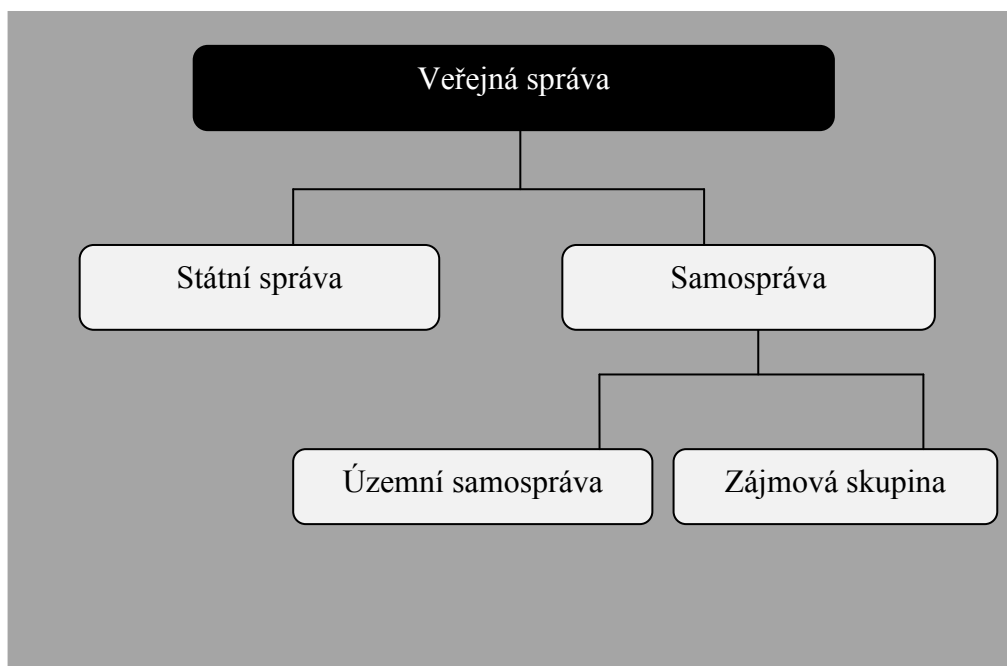 Veřejná správa
Státní správa
Samospráva
Územní samospráva
Zájmová skupina